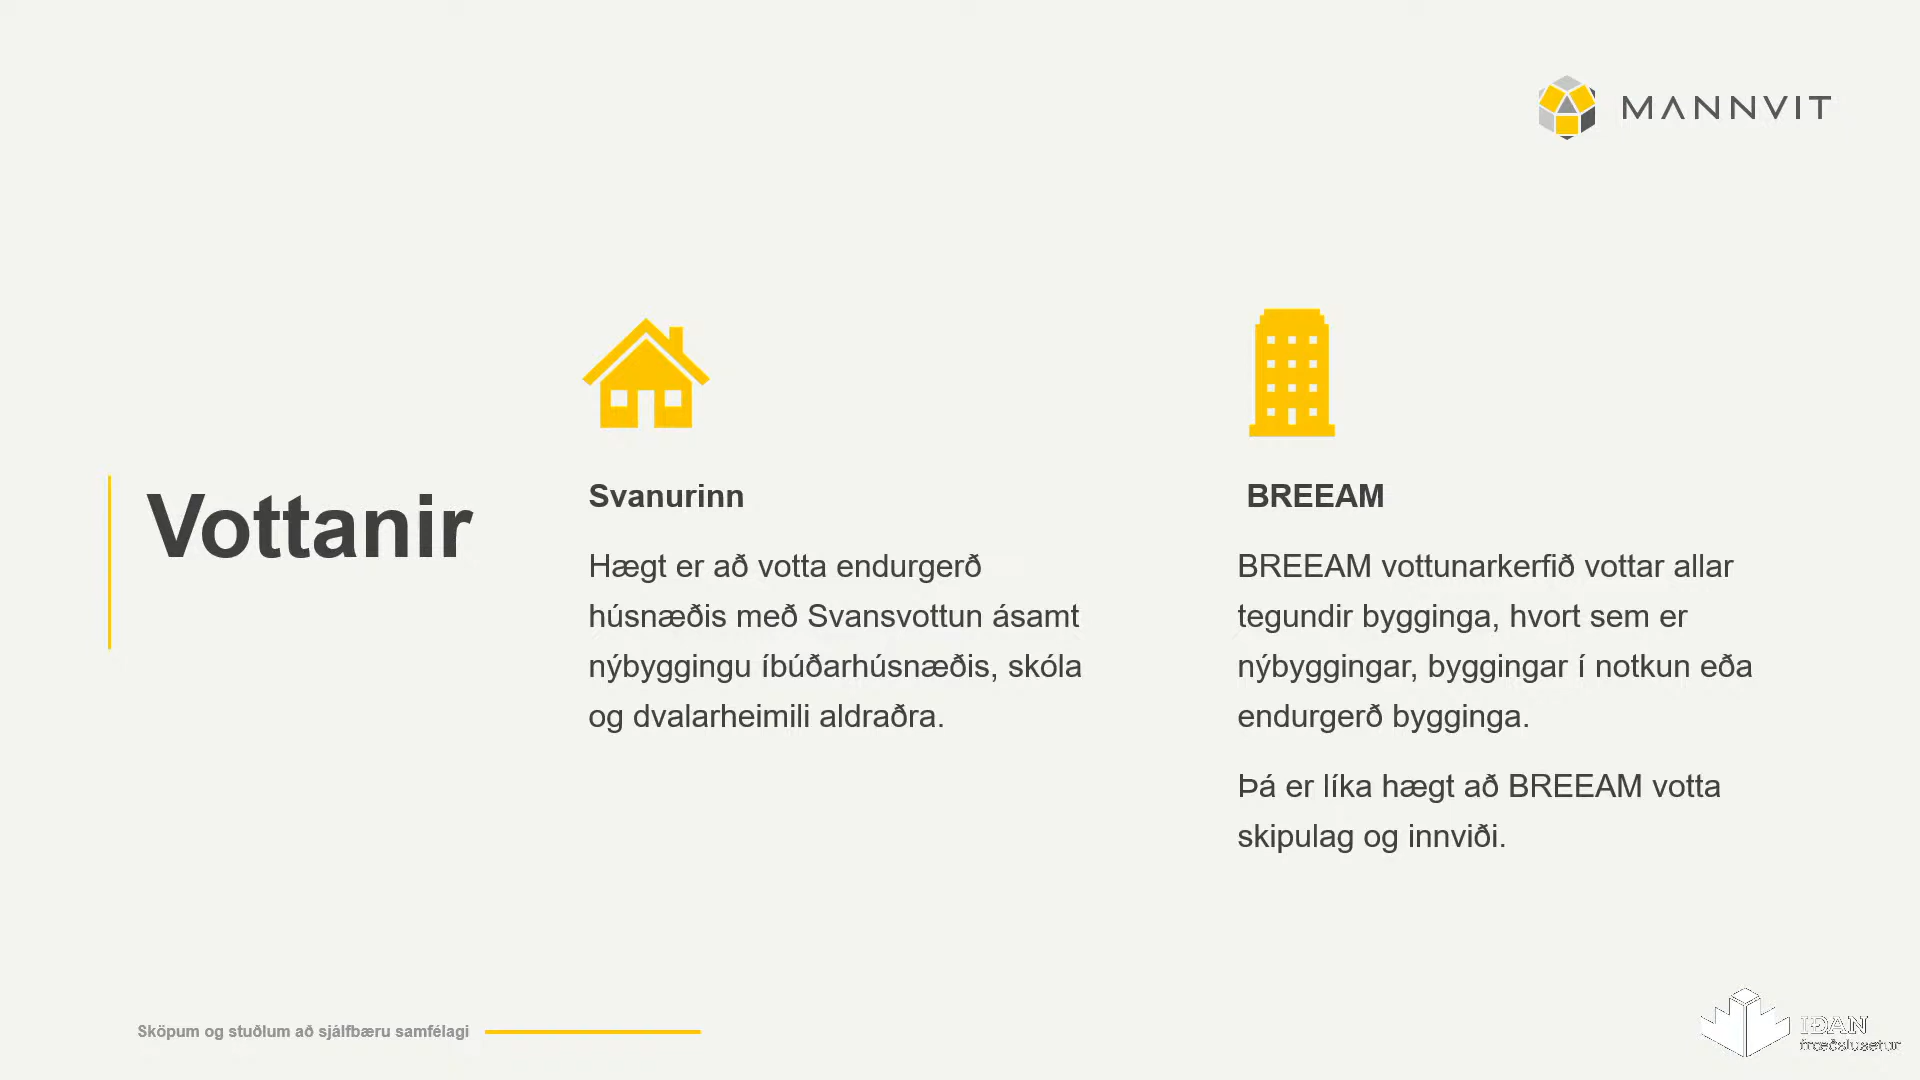 MANNVIT
Vottanir
Svanurinn
Hægt er að votta endurgerð
húsnæðis með Svansvottun ásamt
nýbyggingu íbúðarhúsnæðis, skóla
og dvalarheimili aldraðra.
BREEAM
BREEAM vottunarkerfið vottar allar
tegundir bygginga, hvort sem er
nýbyggingar, byggingar í notkun eða
endurgerð bygginga.
Þá er líka hægt að BREEAM votta
skipulag og innviði.
Sköpum og stuðlum að sjálfbæru samfélagi
IÐAN
fræðslusetur